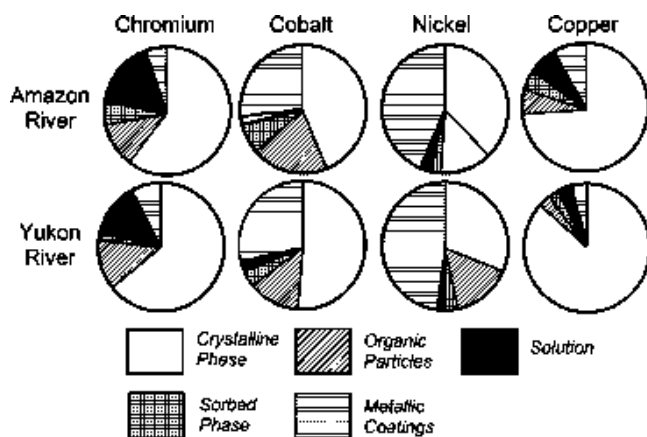 Chromium Cobalt Nickel Copper
Amazon
River
Yukon
River
Crystalline
Phase
Organic
Particles
Solution
Sorbed
Phase
Metallic
Coatings